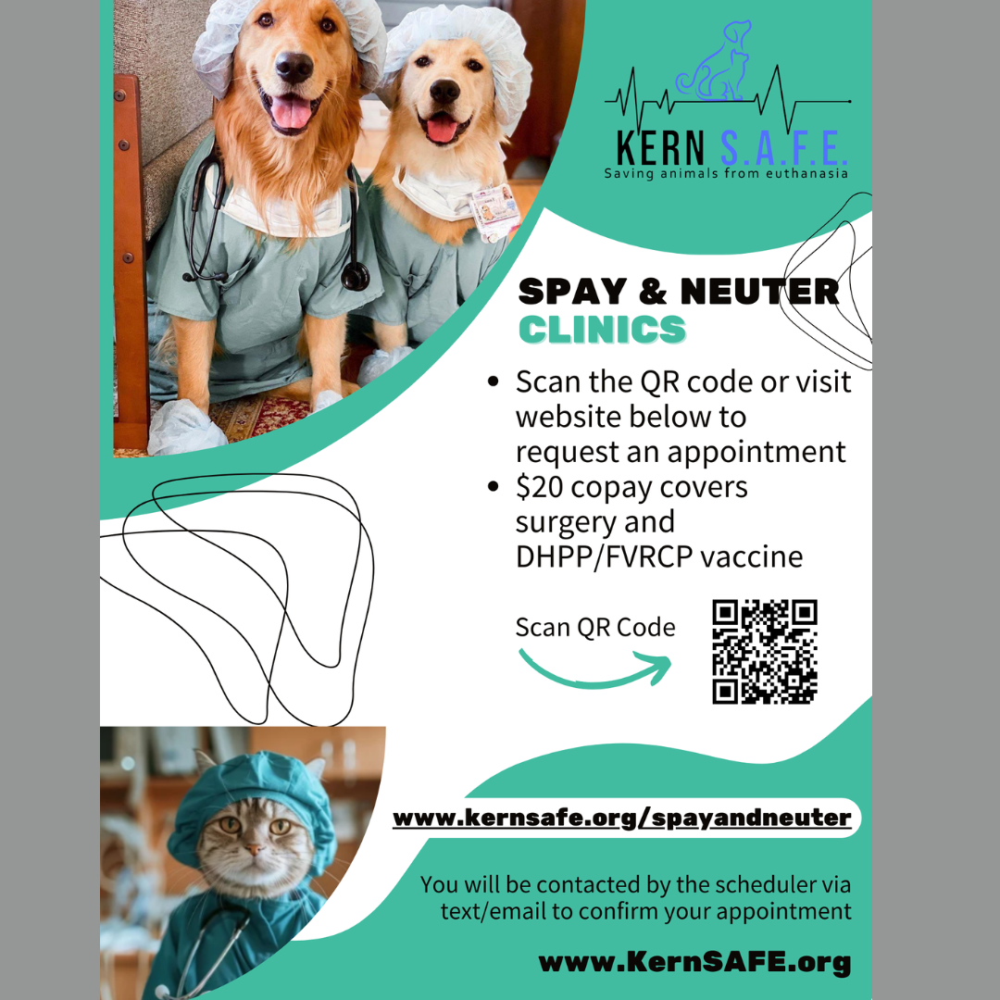 KERN S.A.F.E.
Saving animals from euthanasia
SPAY & NEUTER
CLINICS
• Scan the QR code or visit
website below to
request an appointment
• $20 copay covers
surgery and
DHPP/FVRCP vaccine
Scan QR Code
www.kernsafe.org/spayandneuter
You will be contacted by the scheduler via
text/email to confirm your appointment
www.KernSAFE.org